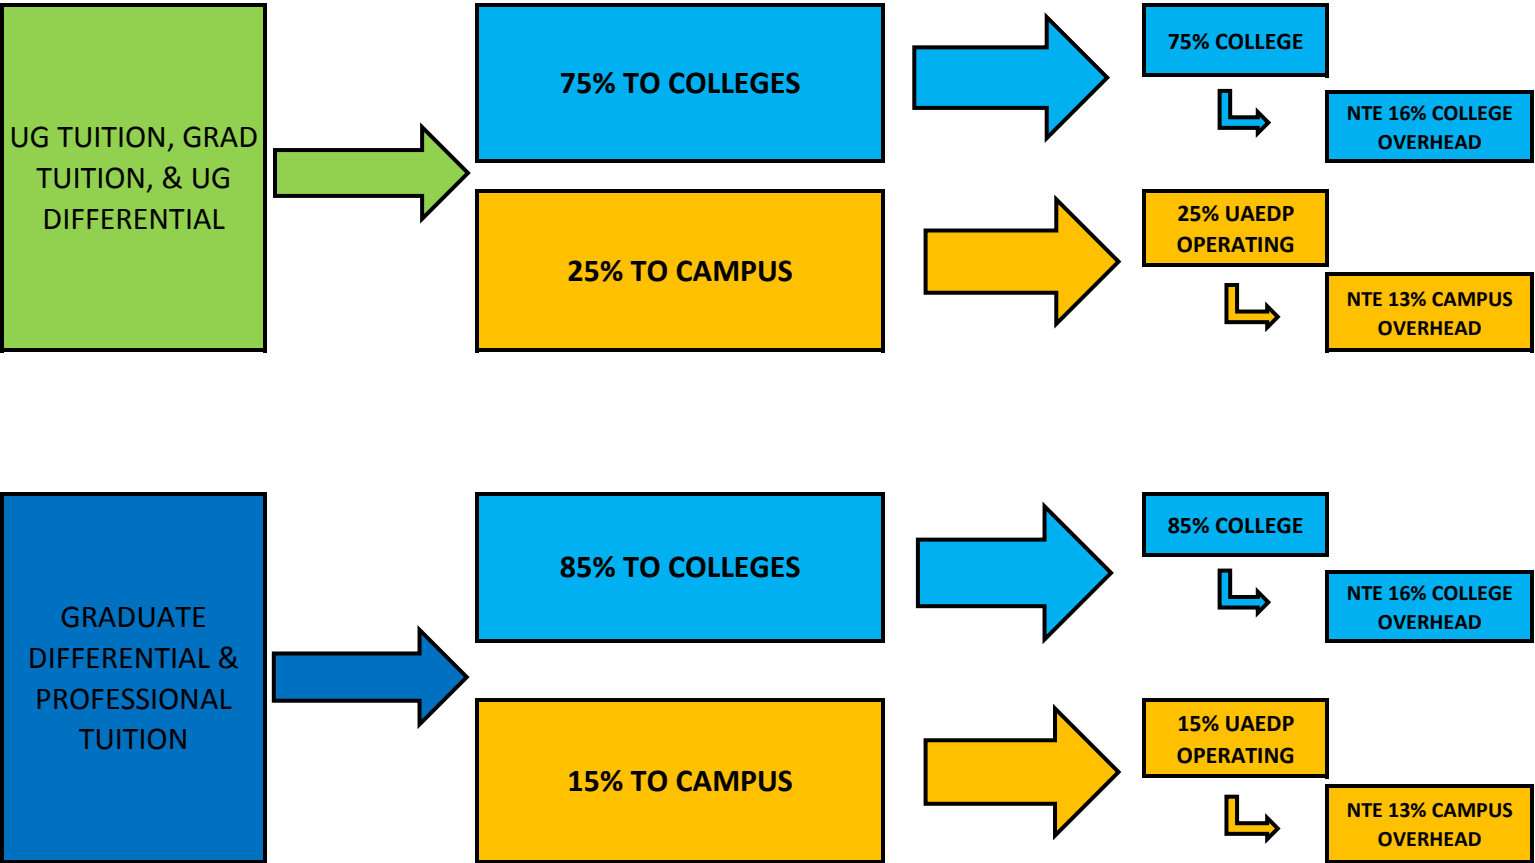 UG TUITION, GRAD
TUITION, & UG
DIFFERENTIAL
75% TO COLLEGES
25% TO CAMPUS
75% COLLEGE
NTE 16% COLLEGE
OVERHEAD
25% UAEDP
OPERATING
NTE 13% CAMPUS
OVERHEAD
GRADUATE
DIFFERENTIAL &
PROFESSIONAL
TUITION
85% TO COLLEGES
15% TO CAMPUS
85% COLLEGE
NTE 16% COLLEGE
OVERHEAD
15% UAEDP
OPERATING
NTE 13% CAMPUS
OVERHEAD